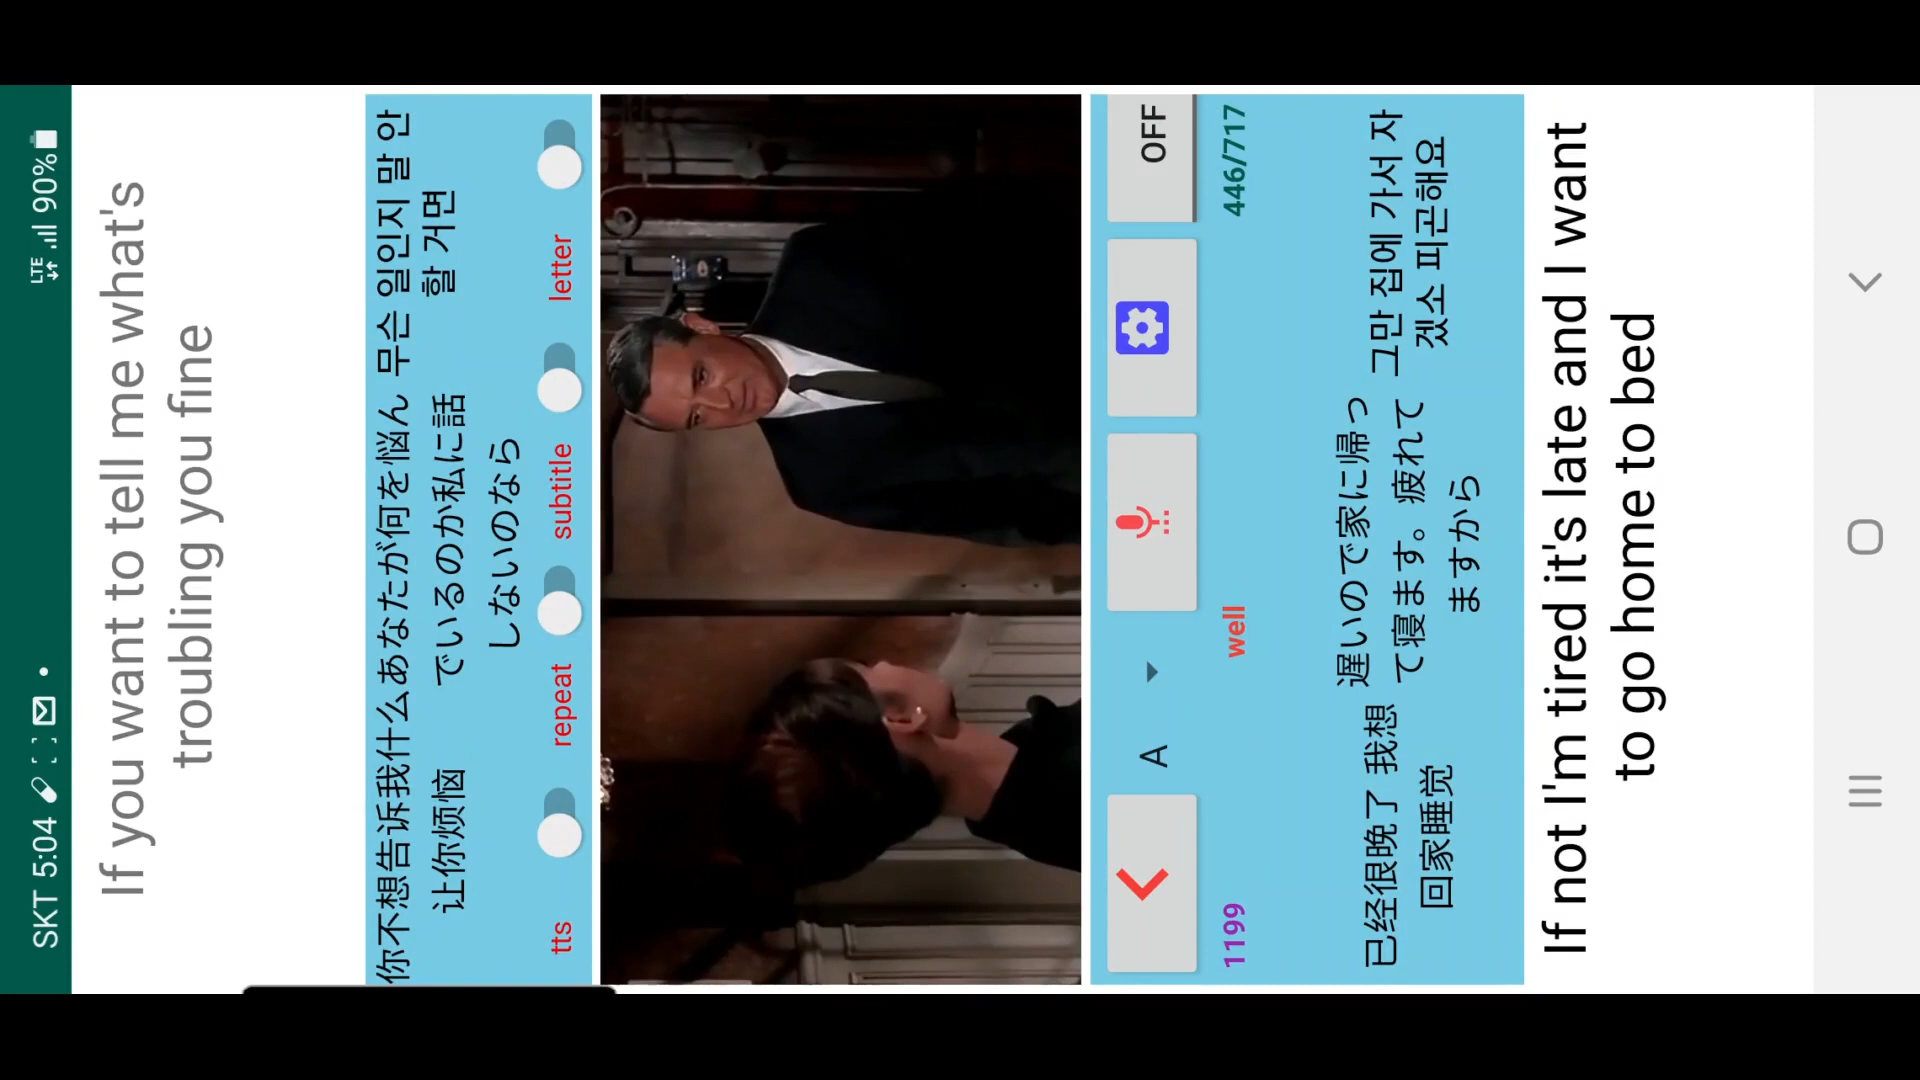 SKT 5:04
LTE 90%
If you want to tell me what's
troubling you fine
你不想告诉我什么
让你烦恼
あなたが何を悩ん
でいるのか私に話
しないのなら
무슨 일인지 말 안
할 거면
tts
repeat
subtitle
letter
A
OFF
1199
well
446/717
已经很晚了 我想
回家睡觉
遅いので家に帰っ
て寝ます。疲れて
ますから
그만 집에 가서 자
겠소 피곤해요
If not I'm tired it's late and I want
to go home to bed